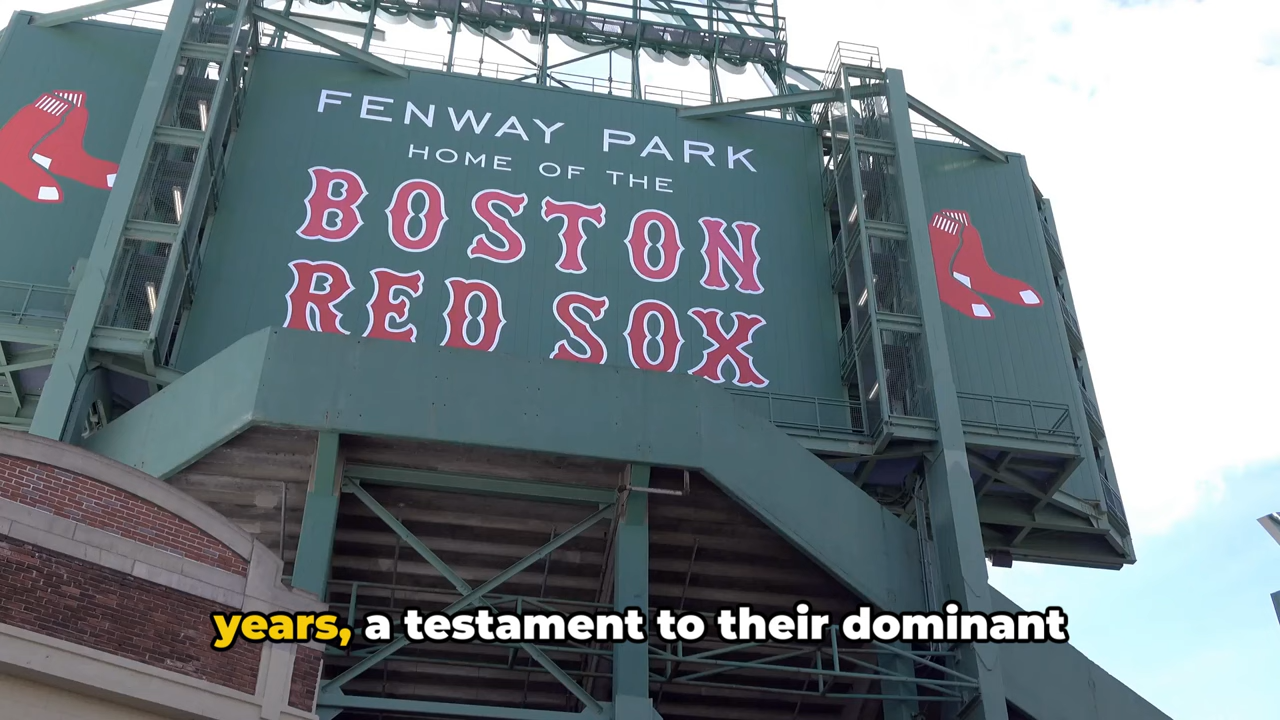 FENWAY PARK
HOME OF THE
BOSTON
RED SOX
years, a testament to their dominant